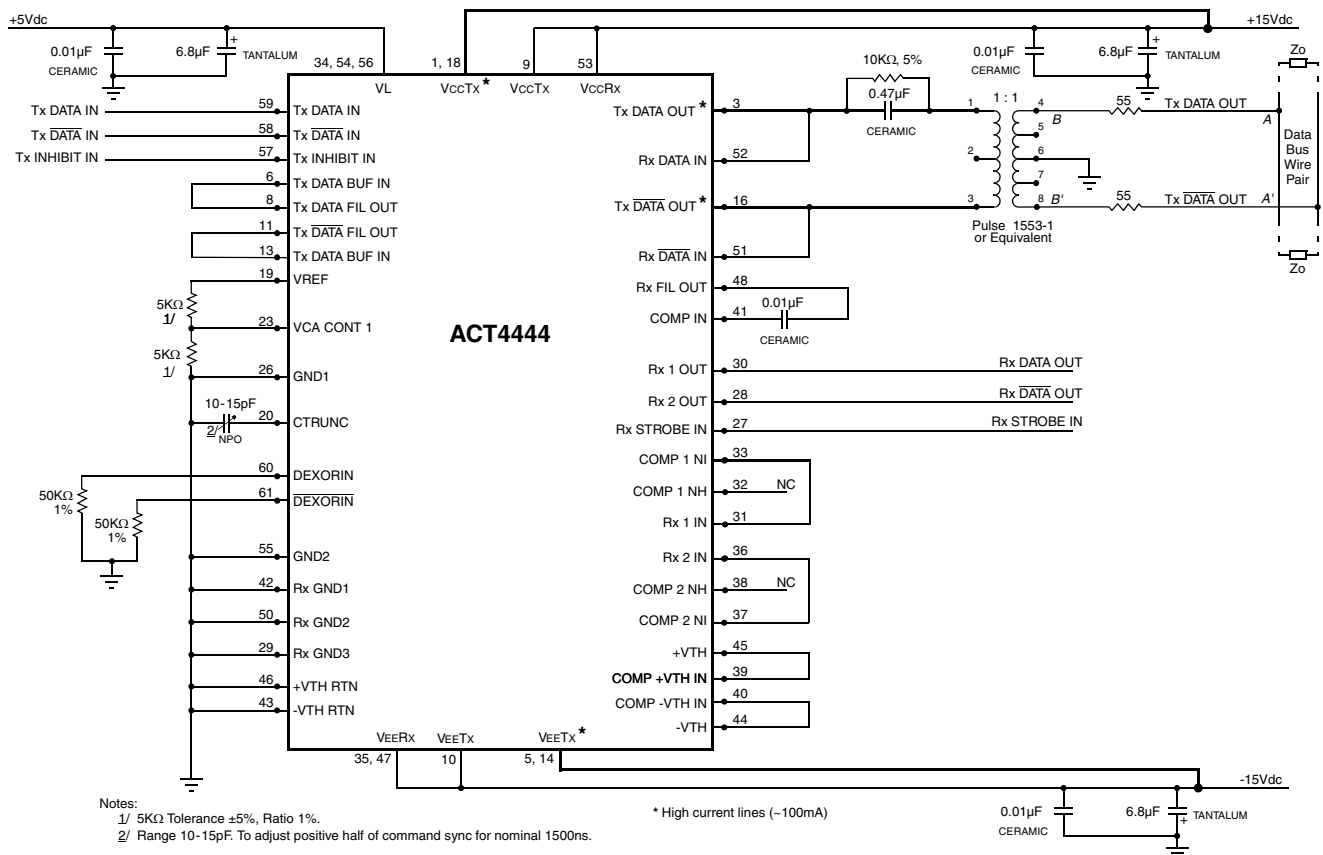 +5Vdc
+15Vdc
0.01µF
CERAMIC
6.8µF
+
TANTALUM
34, 54, 56
VL
1, 18
VCCTX *
9
VCCTX
53
VCCRX
0.01µF
CERAMIC
6.8µF
+
TANTALUM
10KΩ, 5%
0.47µF
CERAMIC
Zo
Tx DATA IN
59
Tx DATA IN
Tx D̅A̅T̅A̅ IN
58
Tx D̅A̅T̅A̅ IN
Tx INHIBIT IN
57
Tx INHIBIT IN
6
Tx DATA BUF IN
8
Tx DATA FIL OUT
11
Tx D̅A̅T̅A̅ FIL OUT
13
Tx DATA BUF IN
19
VREF
5KΩ
1/
23
VCA CONT 1
5KΩ
1/
26
GND1
10-15pF
2/
NPO
20
CTRUNC
60
DEXORIN
61
D̅E̅X̅O̅R̅I̅N̅
50KΩ
1%
50KΩ
1%
55
GND2
42
Rx GND1
50
Rx GND2
29
Rx GND3
46
+VTH RTN
43
-VTH RTN
ACT4444
Tx DATA OUT *
3
Rx DATA IN
52
Tx D̅A̅T̅A̅ OUT *
16
Rx D̅A̅T̅A̅ IN
51
1 : 1
1
2
3
4
5
6
7
8
B
B'
Pulse 1553-1
or Equivalent
55
Tx DATA OUT
A
55
Tx D̅A̅T̅A̅ OUT
A'
Data
Bus
Wire
Pair
Zo
Rx FIL OUT
48
COMP IN
41
0.01µF
CERAMIC
Rx 1 OUT
30
Rx DATA OUT
Rx 2 OUT
28
Rx D̅A̅T̅A̅ OUT
Rx STROBE IN
27
Rx STROBE IN
COMP 1 NI
33
COMP 1 NH
32
NC
Rx 1 IN
31
Rx 2 IN
36
COMP 2 NH
38
NC
COMP 2 NI
37
+VTH
45
COMP +VTH IN
39
COMP -VTH IN
40
-VTH
44
VEERX
35, 47
VEETX
10
VEETX *
5, 14
-15Vdc
0.01µF
CERAMIC
6.8µF
+
TANTALUM
* High current lines (~100mA)
Notes:
1/ 5KΩ Tolerance ±5%, Ratio 1%.
2/ Range 10-15pF. To adjust positive half of command sync for nominal 1500ns.